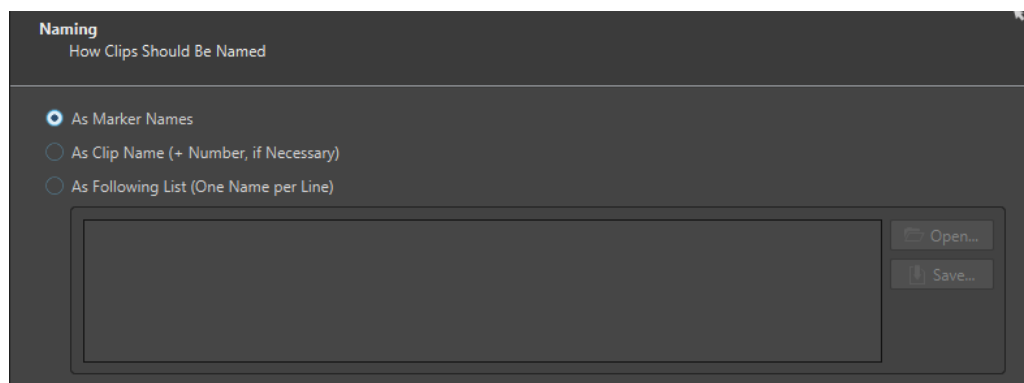 Naming
How Clips Should Be Named
As Marker Names
As Clip Name (+ Number, if Necessary)
As Following List (One Name per Line)
Open...
Save...